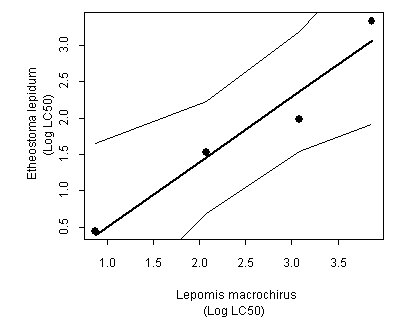 Etheostoma lepidum
(Log LC50)
0.5 1.0 1.5 2.0 2.5 3.0
1.0 1.5 2.0 2.5 3.0 3.5
Lepomis macrochirus
(Log LC50)